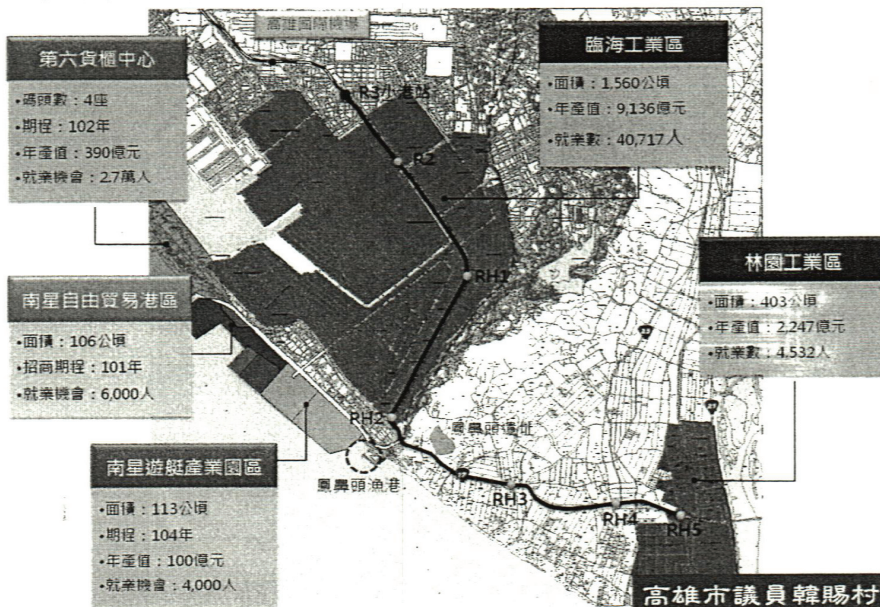 高雄國際機場
第六貨櫃中心
•碼頭數：4座
•期程：102年
•年產值：390億元
•就業機會：2.7萬人
臨海工業區
•面積：1,560公頃
•年產值：9,136億元
•就業數：40,717人
R3小港站
R2
RH1
南星自由貿易港區
•面積：106公頃
•招商期程：101年
•就業機會：6,000人
林園工業區
•面積：403公頃
•年產值：2,247億元
•就業數：4,532人
RH2
鳳鼻頭遺址
鳳鼻頭漁港
南星遊艇產業園區
•面積：113公頃
•期程：104年
•年產值：100億元
•就業機會：4,000人
RH3
RH4
RH5
高雄市議員韓賜村